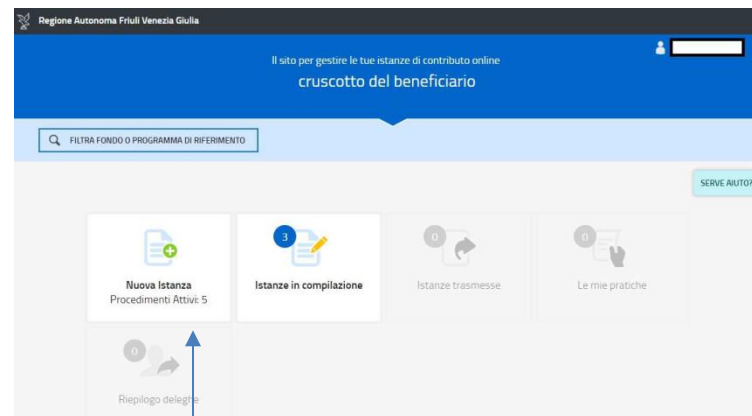 Regione Autonoma Friuli Venezia Giulia
Il sito per gestire le tue istanze di contributo online
cruscotto del beneficiario
FILTRA FONDO O PROGRAMMA DI RIFERIMENTO
SERVE AIUTO?
Nuova Istanza
Procedimenti Attivi: 5
3
Istanze in compilazione
0
Istanze trasmesse
0
Le mie pratiche
0
Riepilogo deleghe